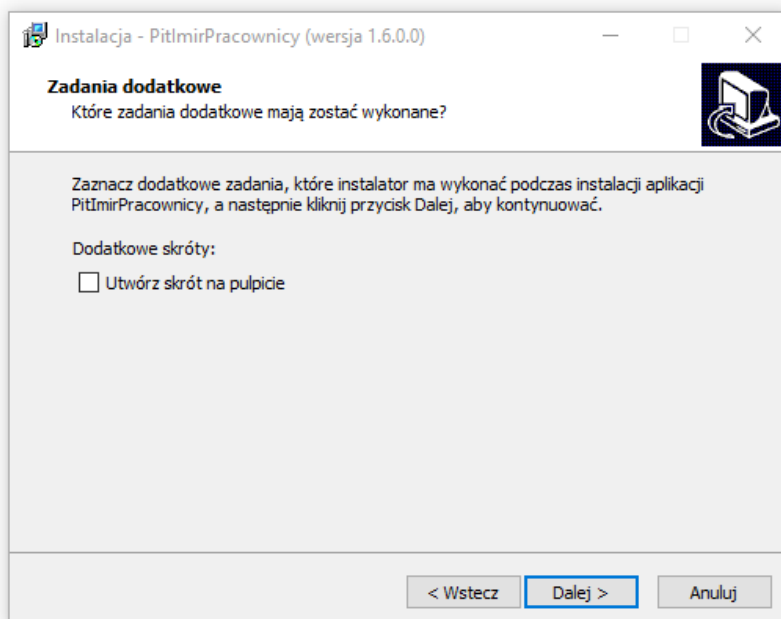 Instalacja - PitImirPracownicy (wersja 1.6.0.0)
Zadania dodatkowe
Które zadania dodatkowe mają zostać wykonane?
Zaznacz dodatkowe zadania, które instalator ma wykonać podczas instalacji aplikacji
PitImirPracownicy, a następnie kliknij przycisk Dalej, aby kontynuować.
Dodatkowe skróty:
Utwórz skrót na pulpicie
< Wstecz
Dalej >
Anuluj